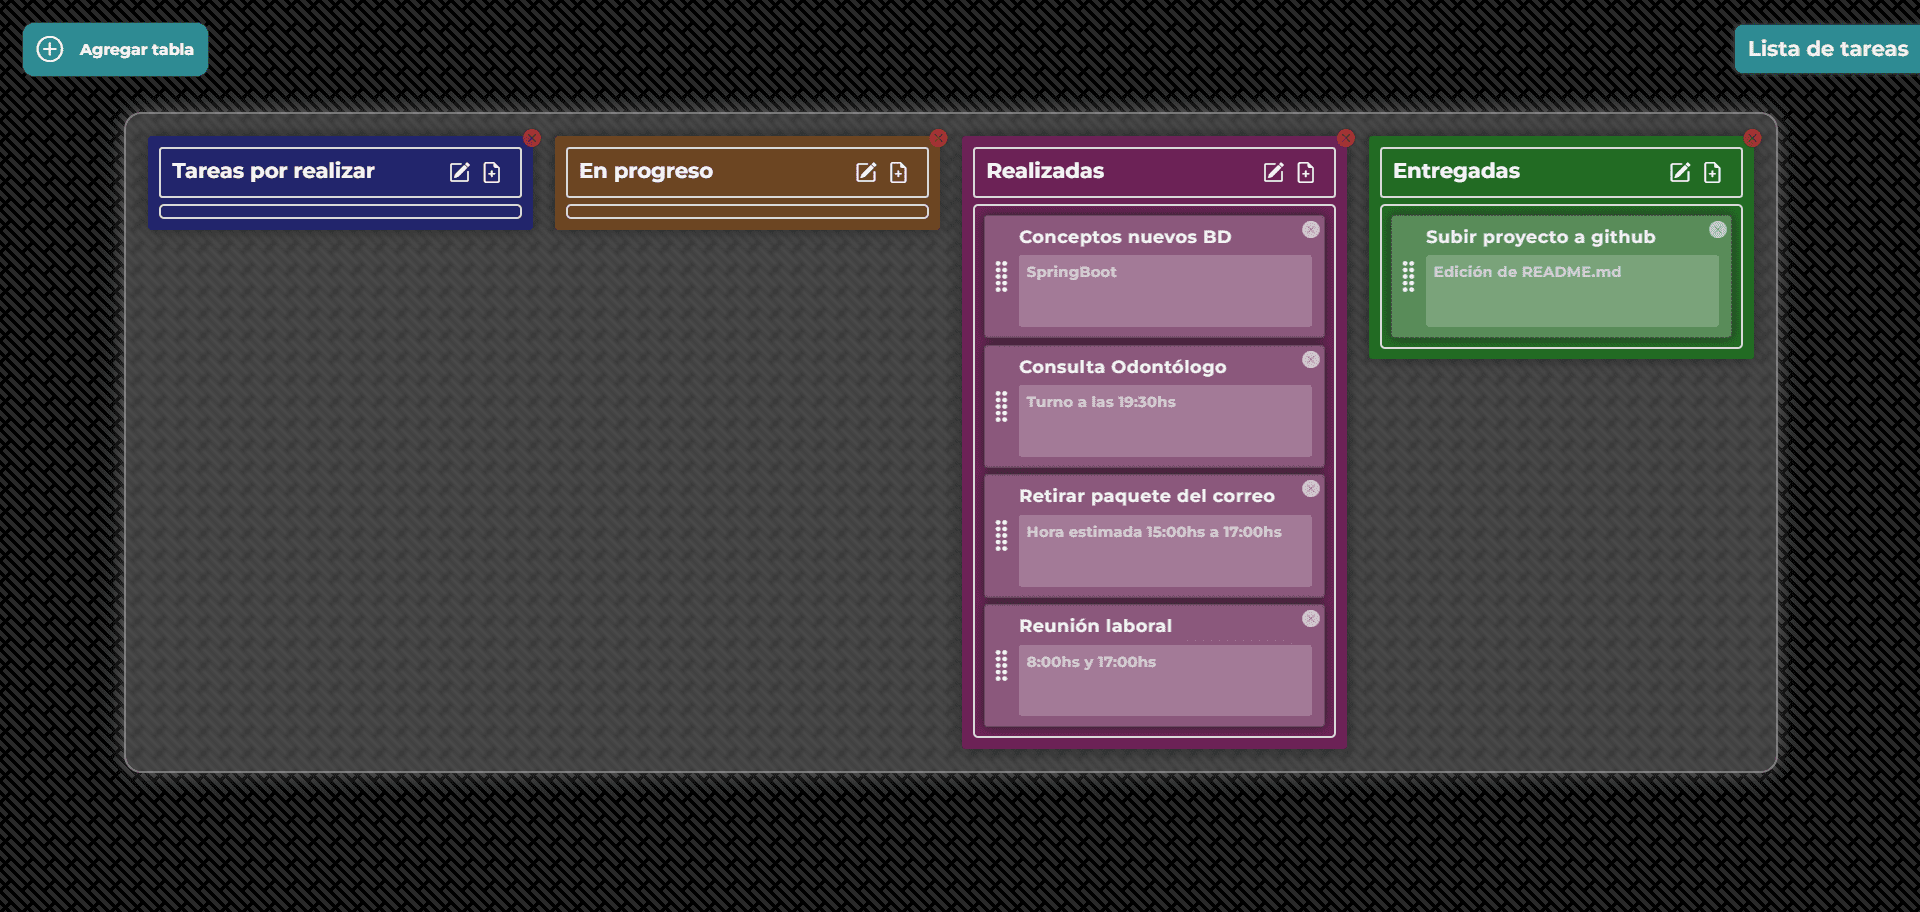 Agregar tabla
Lista de tareas
Tareas por realizar
En progreso
Realizadas
Conceptos nuevos BD
SpringBoot
Consulta Odontólogo
Turno a las 19:30hs
Retirar paquete del correo
Hora estimada 15:00hs a 17:00hs
Reunión laboral
8:00hs y 17:00hs
Entregadas
Subir proyecto a github
Edición de README.md